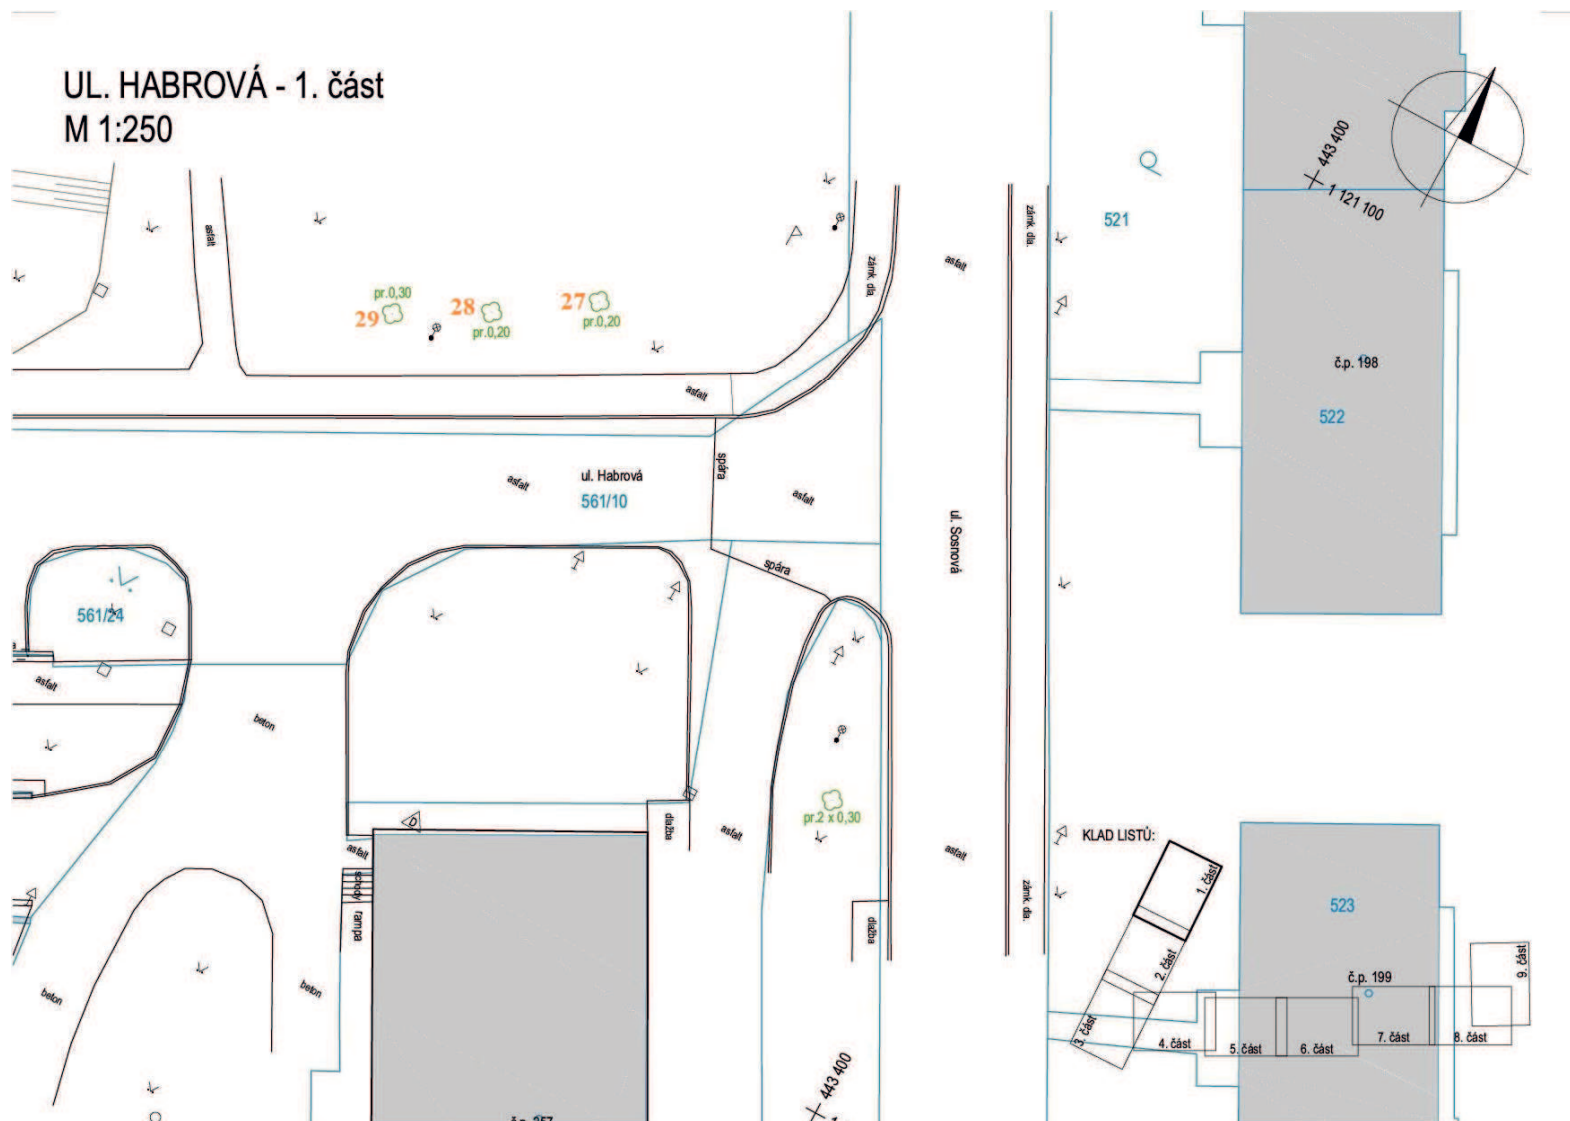 UL. HABROVÁ - 1. část
M 1:250
443 400
1 121 100
521
zámk. dla.
asfalt
asfalt
zámk. dla.
pr.0,30
29
28
pr.0,20
27
pr.0,20
č.p. 198
522
asfalt
spára
ul. Habrová
561/10
asfalt
asfalt
ul. Sosnová
spára
561/24
asfalt
beton
pr.2 x 0,30
dlažba
asfalt
asfalt
KLAD LISTŮ:
1. část
asfalt
schody
rampa
523
zámk. dla.
dlažba
2. část
č.p. 199
9. část
beton
beton
3. část
4. část
5. část
6. část
7. část
8. část
443 400
č.p. 257